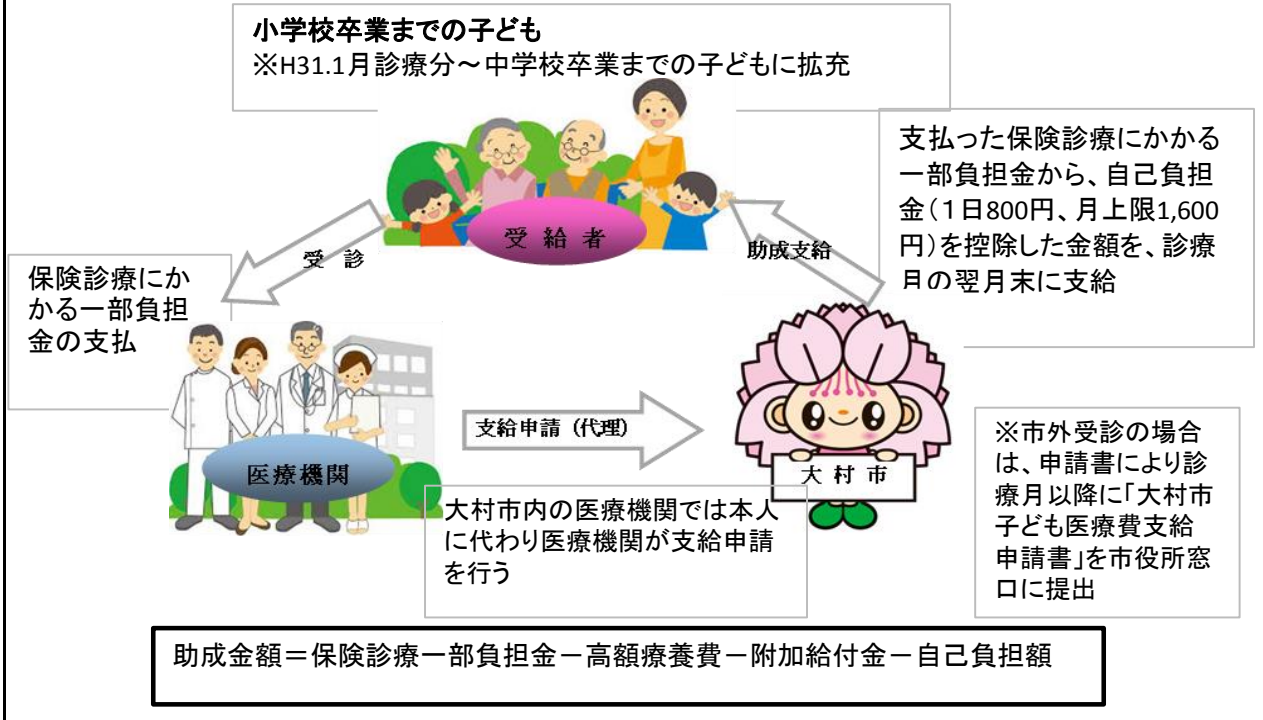 小学校卒業までの子ども
※H31.1月診療分～中学校卒業までの子どもに拡充
支払った保険診療にかかる
一部負担金から、自己負担
金(1日800円、月上限1,600
円)を控除した金額を、診療
月の翌月末に支給
受給者
受診
助成支給
保険診療にか
かる一部負担
金の支払
支給申請(代理)
医療機関
大村市
大村市内の医療機関では本人
に代わり医療機関が支給申請
を行う
※市外受診の場合
は、申請書により診
療月以降に「大村市
子ども医療費支給
申請書」を市役所窓
口に提出
助成金額＝保険診療一部負担金－高額療養費－附加給付金－自己負担額